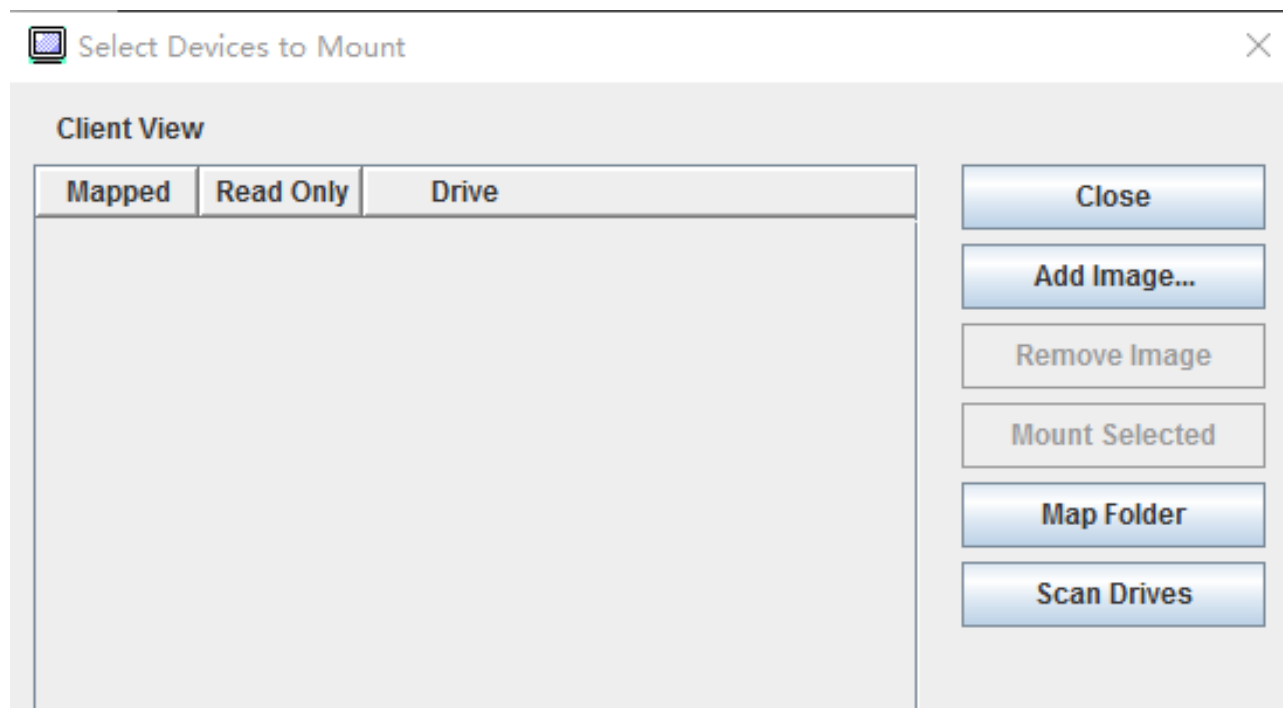 Select Devices to Mount
Client View
Mapped Read Only Drive
Close
Add Image...
Remove Image
Mount Selected
Map Folder
Scan Drives